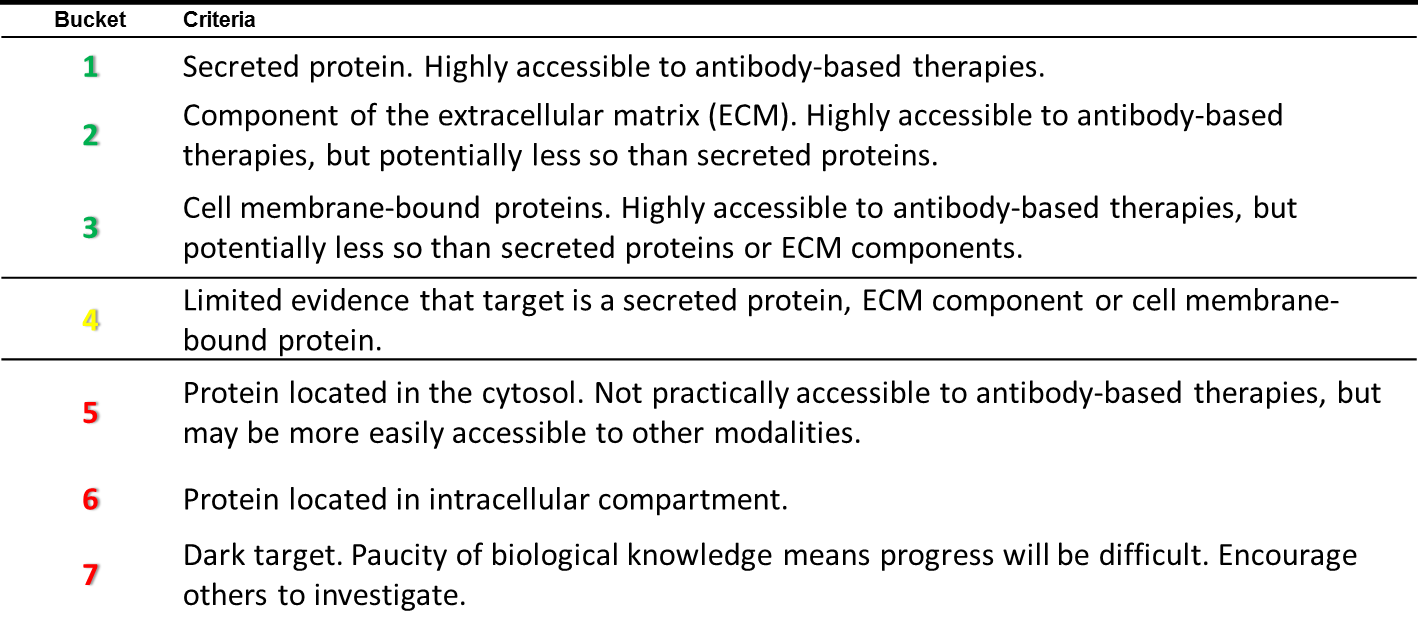 Bucket Criteria
1 Secreted protein. Highly accessible to antibody-based therapies.
2 Component of the extracellular matrix (ECM). Highly accessible to antibody-based
therapies, but potentially less so than secreted proteins.
3 Cell membrane-bound proteins. Highly accessible to antibody-based therapies, but
potentially less so than secreted proteins or ECM components.
4 Limited evidence that target is a secreted protein, ECM component or cell membrane-
bound protein.
5 Protein located in the cytosol. Not practically accessible to antibody-based therapies, but
may be more easily accessible to other modalities.
6 Protein located in intracellular compartment.
7 Dark target. Paucity of biological knowledge means progress will be difficult. Encourage
others to investigate.